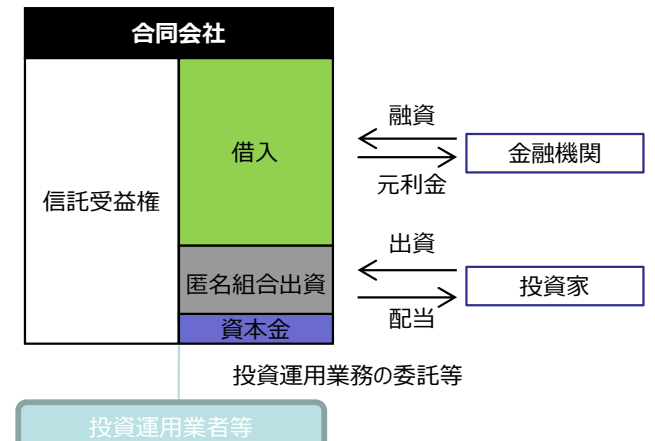 合同会社
信託受益権
借入
匿名組合出資
資本金
融資
元利金
金融機関
出資
配当
投資家
投資運用業務の委託等
投資運用業者等